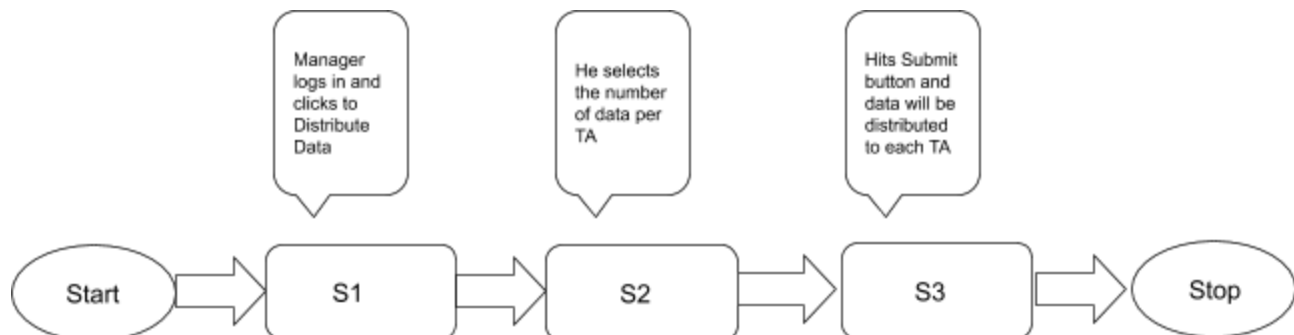 Manager
logs in and
clicks to
Distribute
Data
He selects
the number
of data per
TA
Hits Submit
button and
data will be
distributed
to each TA
Start
S1
S2
S3
Stop